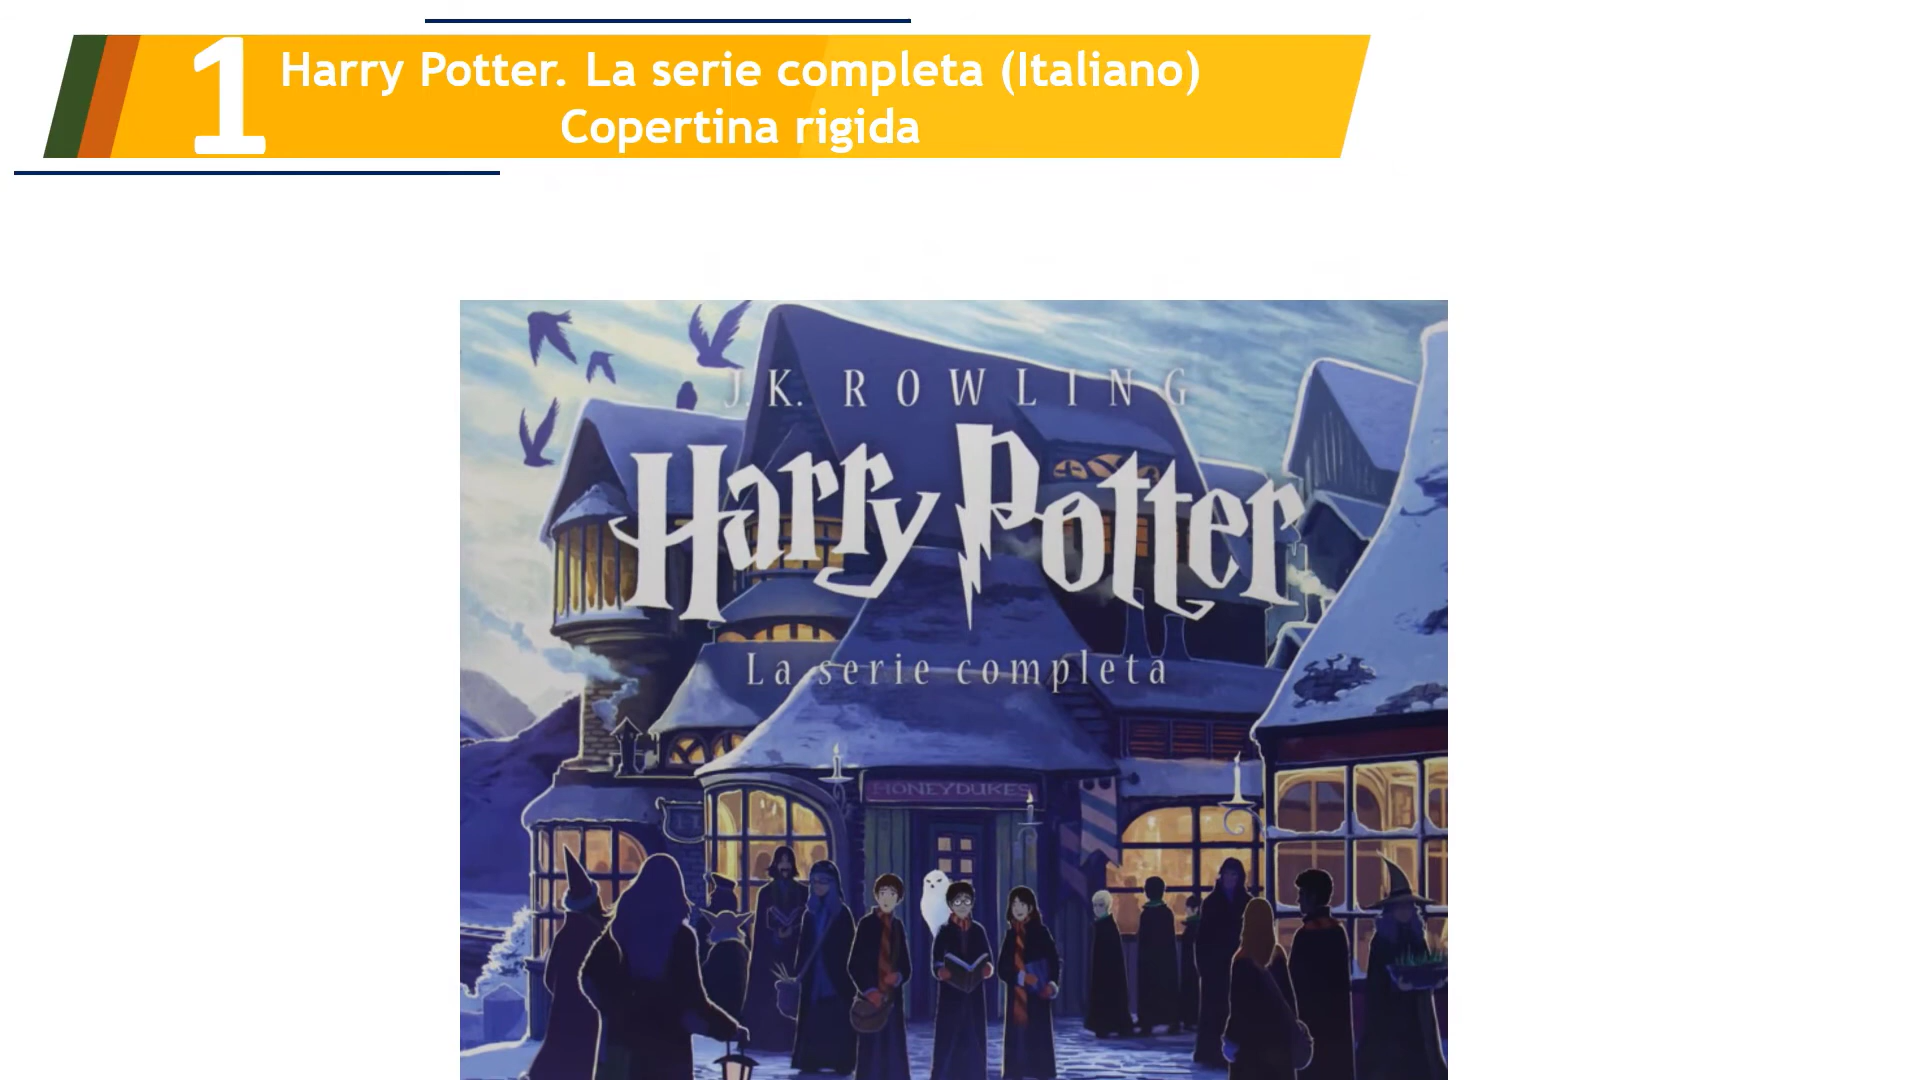 1
Harry Potter. La serie completa (Italiano)
Copertina rigida
J. K. ROWLING
Harry Potter
La serie completa
HONEYDUKES